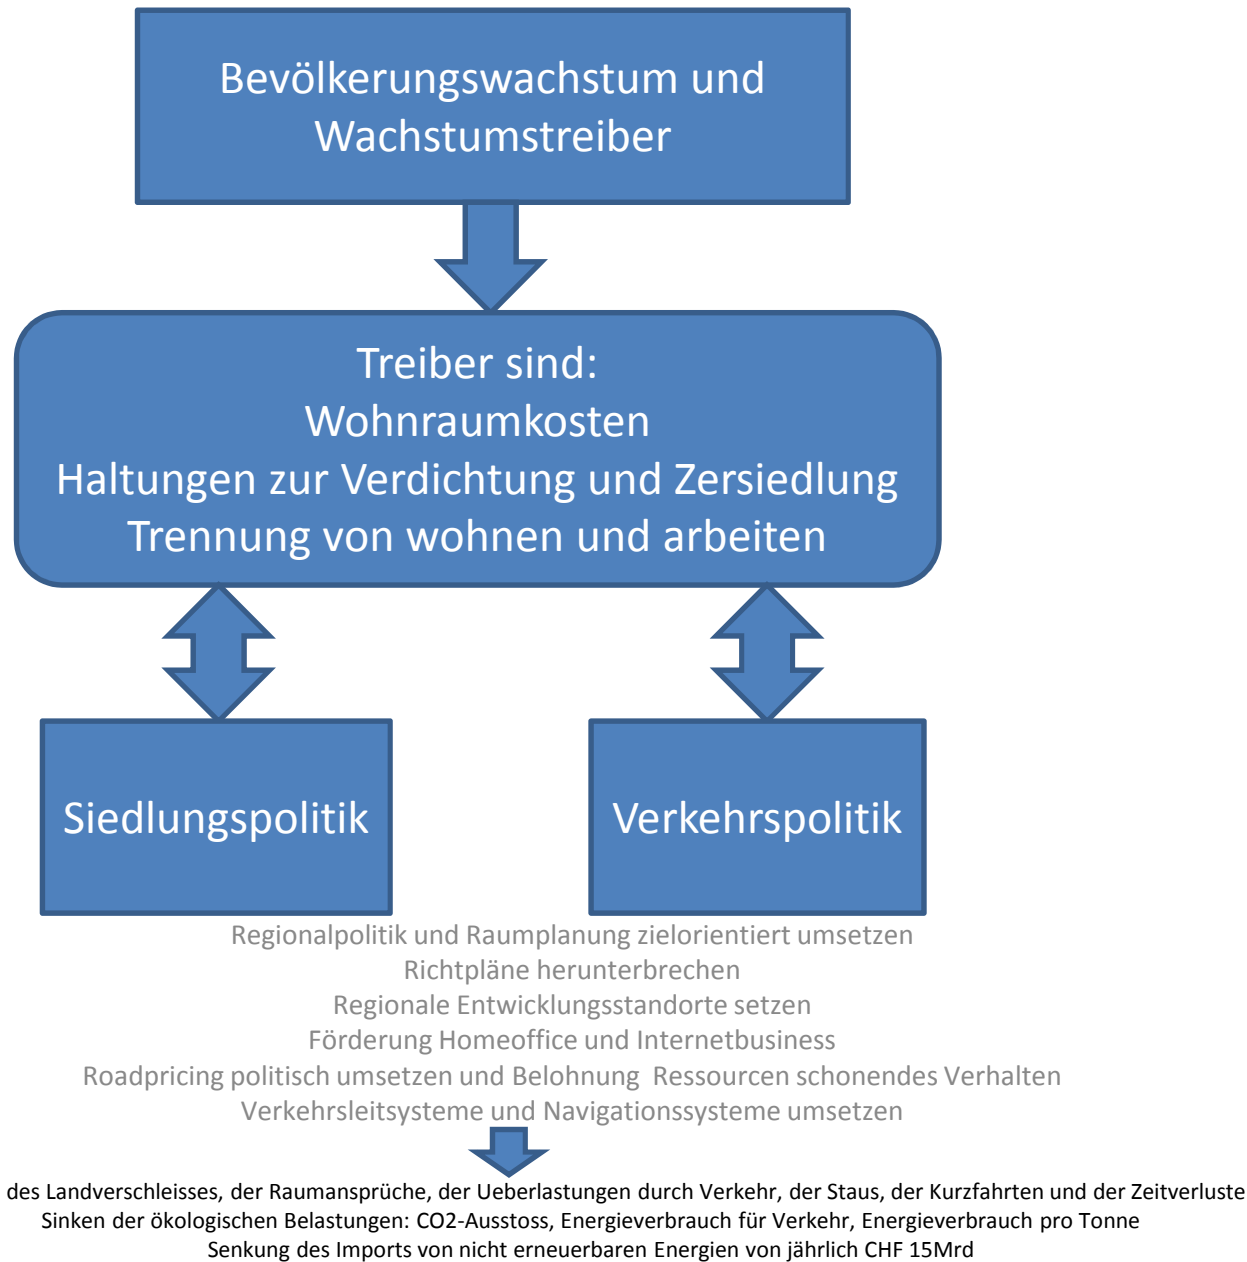 Bevölkerungswachstum und
Wachstumstreiber
Treiber sind:
Wohnraumkosten
Haltungen zur Verdichtung und Zersiedlung
Trennung von wohnen und arbeiten
Siedlungspolitik
Verkehrspolitik
Regionalpolitik und Raumplanung zielorientiert umsetzen
Richtpläne herunterbrechen
Regionale Entwicklungsstandorte setzen
Förderung Homeoffice und Internetbusiness
Roadpricing politisch umsetzen und Belohnung Ressourcen schonendes Verhalten
Verkehrsleitsysteme und Navigationssysteme umsetzen
des Landverschleisses, der Raumansprüche, der Ueberlastungen durch Verkehr, der Staus, der Kurzfahrten und der Zeitverluste
Sinken der ökologischen Belastungen: CO2-Ausstoss, Energieverbrauch für Verkehr, Energieverbrauch pro Tonne
Senkung des Imports von nicht erneuerbaren Energien von jährlich CHF 15Mrd